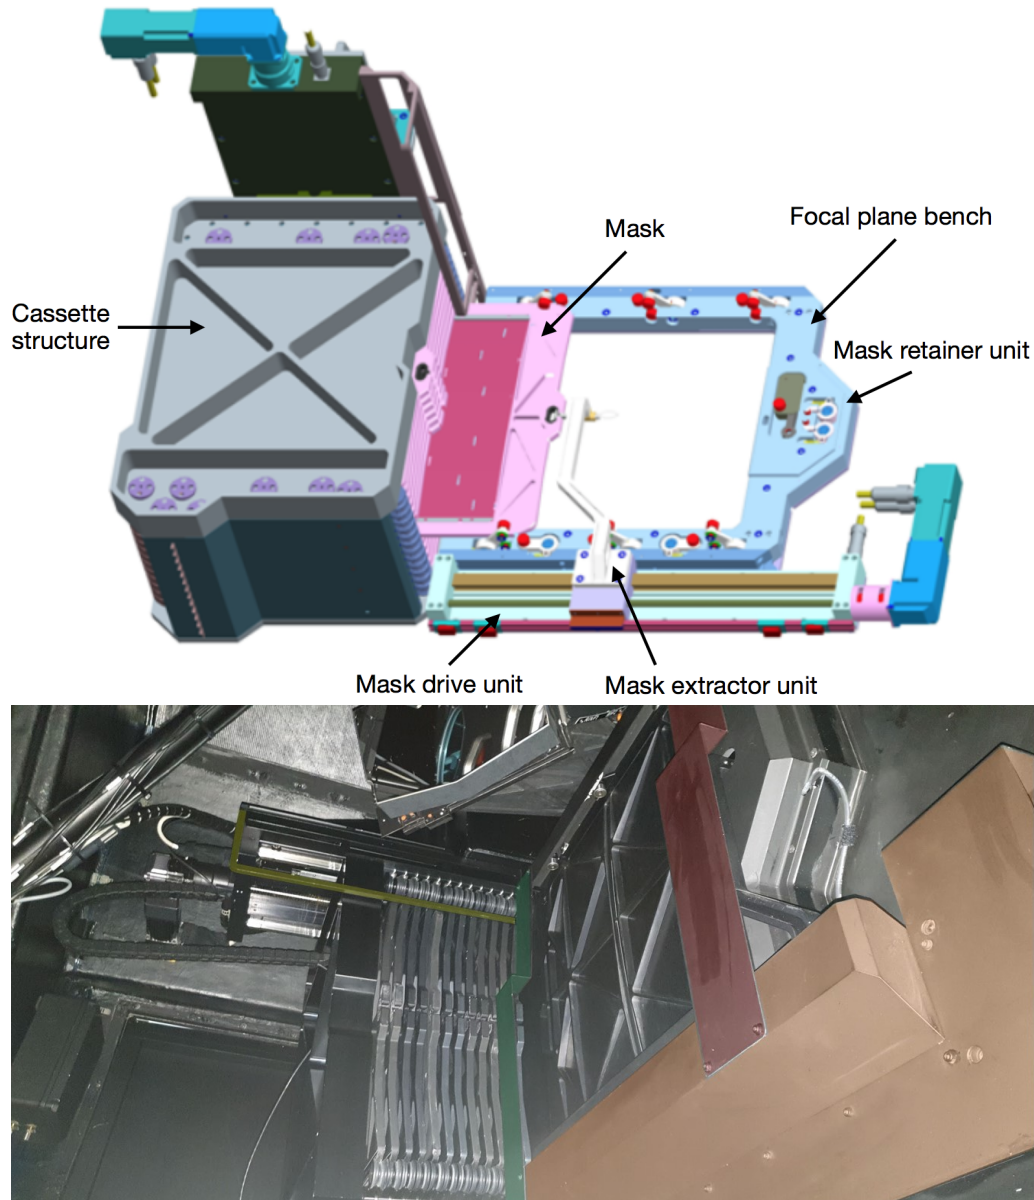 Mask
Focal plane bench
Cassette
structure
Mask retainer unit
Mask drive unit
Mask extractor unit